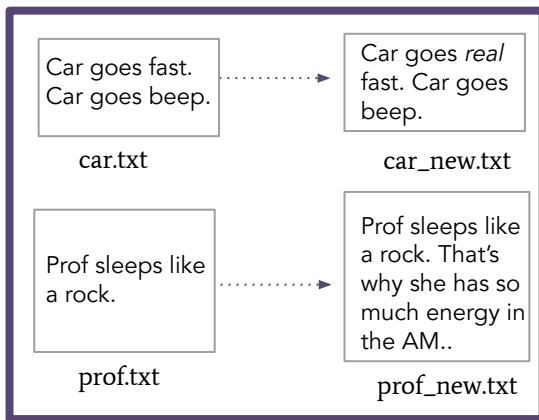 Car goes fast.
Car goes beep.
car.txt
Car goes real
fast. Car goes
beep.
car_new.txt
Prof sleeps like
a rock.
prof.txt
Prof sleeps like
a rock. That's
why she has so
much energy in
the AM..
prof_new.txt